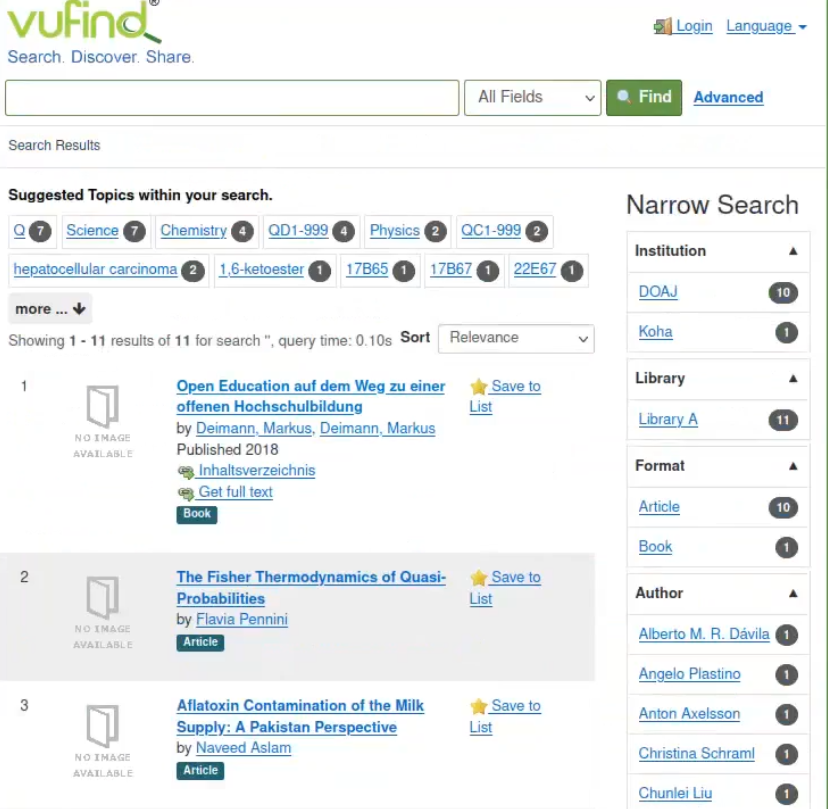 vufind®
Search. Discover. Share.
Login Language
All Fields Find Advanced
Search Results
Suggested Topics within your search.
Q 7 Science 7 Chemistry 4 QD1-999 4 Physics 2 QC1-999 2
hepatocellular carcinoma 2 1,6-ketoester 1 17B65 1 17B67 1 22E67 1
more ...
Showing 1 - 11 results of 11 for search '', query time: 0.10s Sort Relevance
1
NO IMAGE
AVAILABLE
Open Education auf dem Weg zu einer
offenen Hochschulbildung
by Deimann, Markus, Deimann, Markus
Published 2018
Inhaltsverzeichnis
Get full text
Book
Save to
List
2
NO IMAGE
AVAILABLE
The Fisher Thermodynamics of Quasi-
Probabilities
by Flavia Pennini
Article
Save to
List
3
NO IMAGE
AVAILABLE
Aflatoxin Contamination of the Milk
Supply: A Pakistan Perspective
by Naveed Aslam
Article
Save to
List
Narrow Search
Institution
DOAJ 10
Koha 1
Library
Library A 11
Format
Article 10
Book 1
Author
Alberto M. R. Dávila 1
Angelo Plastino 1
Anton Axelsson 1
Christina Schraml 1
Chunlei Liu 1